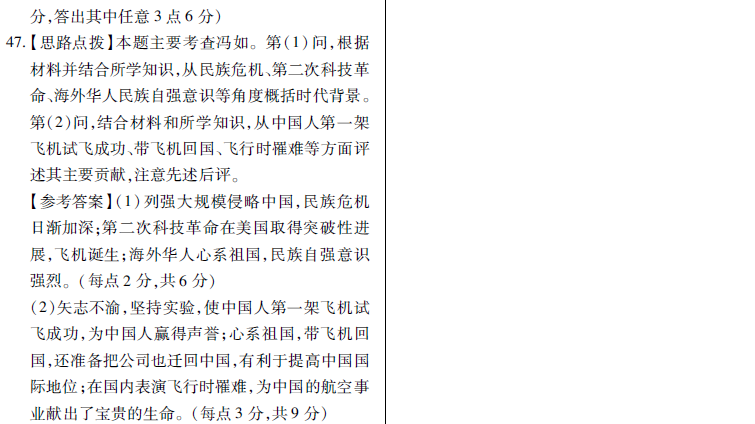 分,答出其中任意3点6分)
47.【思路点拨】本题主要考查冯如。第(1)问,根据
材料并结合所学知识,从民族危机、第二次科技革
命、海外华人民族自强意识等角度概括时代背景。
第(2)问,结合材料和所学知识,从中国人第一架
飞机试飞成功、带飞机回国、飞行时罹难等方面评
述其主要贡献,注意先述后评。
【参考答案】(1)列强大规模侵略中国,民族危机
日渐加深;第二次科技革命在美国取得突破性进
展,飞机诞生;海外华人心系祖国,民族自强意识
强烈。(每点2分,共6分)
(2)矢志不渝,坚持实验,使中国人第一架飞机试
飞成功,为中国人赢得声誉;心系祖国,带飞机回
国,还准备把公司也迁回中国,有利于提高中国国
际地位;在国内表演飞行时罹难,为中国的航空事
业献出了宝贵的生命。(每点3分,共9分)